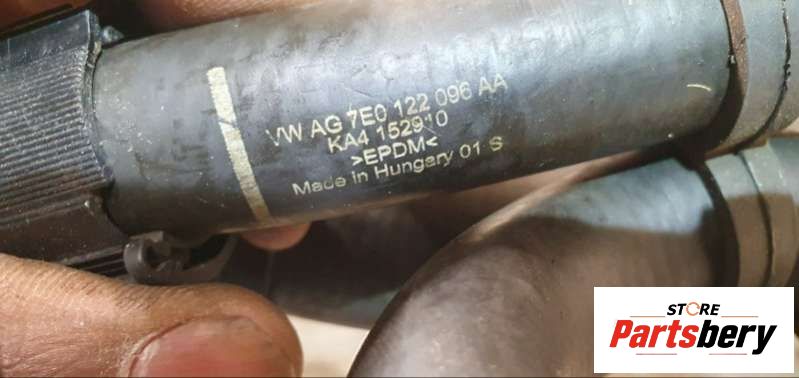 VW AG 7E0 122 096 AA
KA4 152910
>EPDM<
Made in Hungary 01 S
STORE
Partsbery